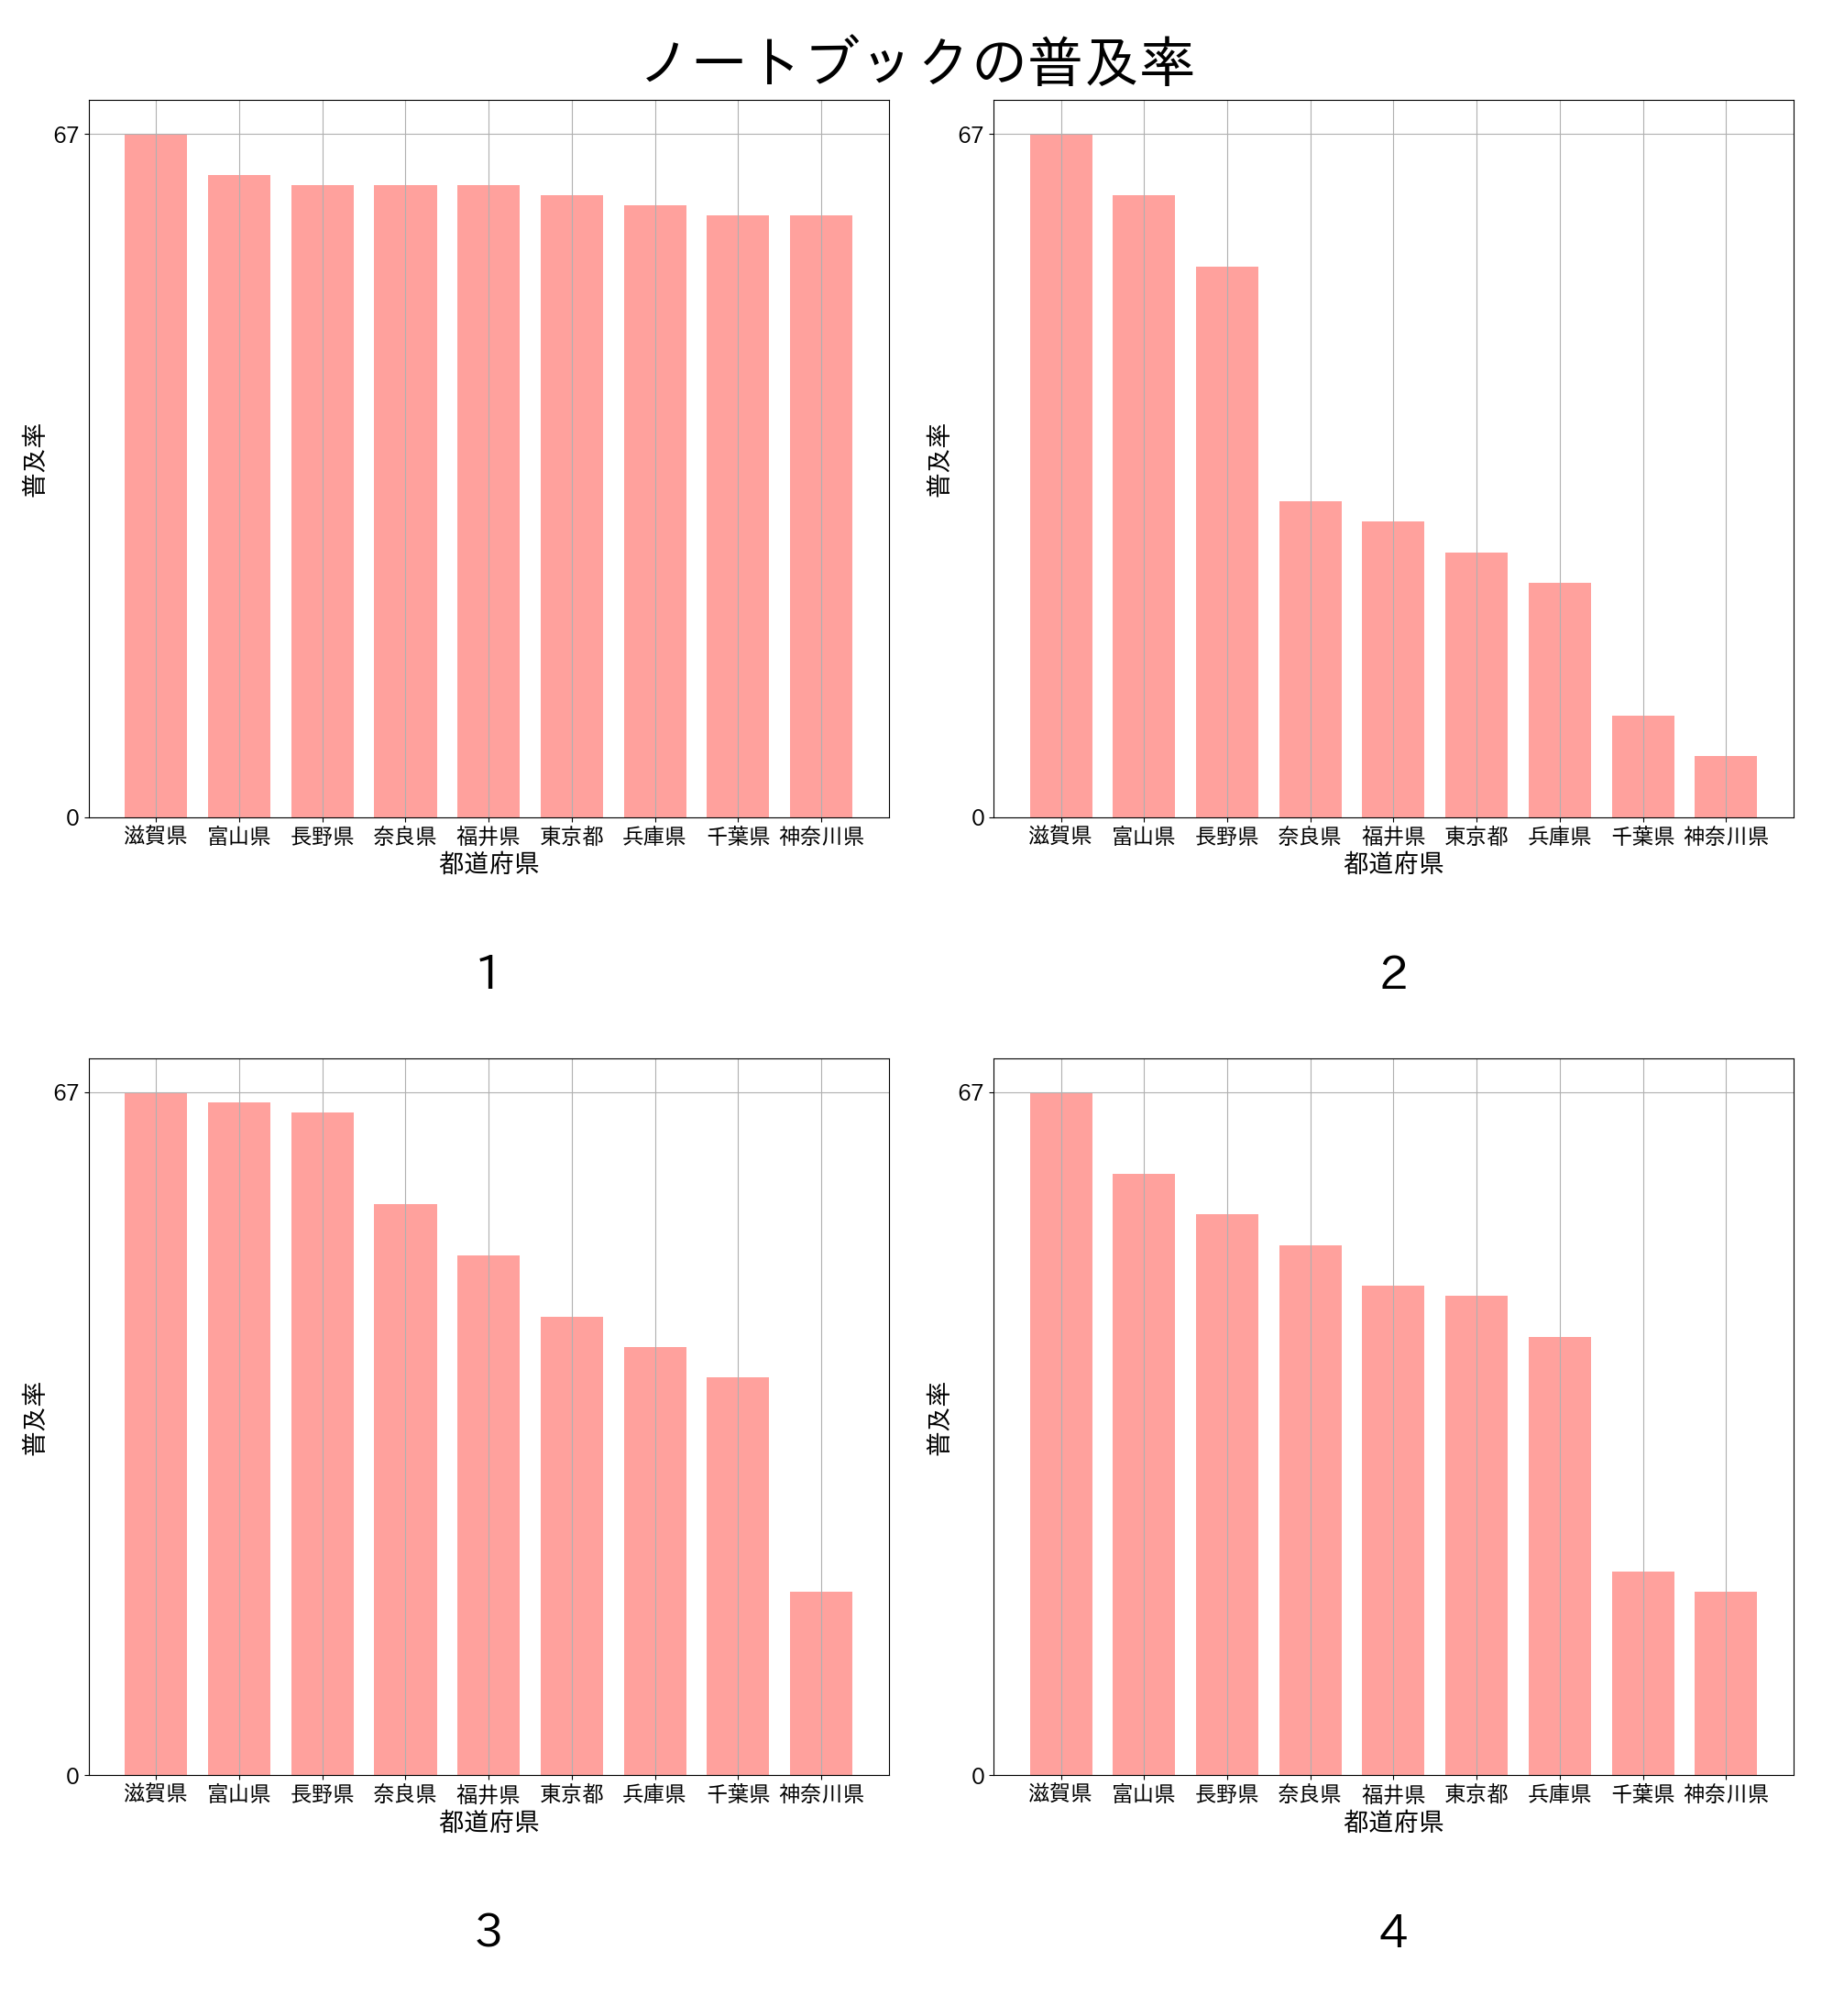 ノートブックの普及率
67
0
普及率
滋賀県 富山県 長野県 奈良県 福井県 東京都 兵庫県 千葉県 神奈川県
都道府県
1
67
0
普及率
滋賀県 富山県 長野県 奈良県 福井県 東京都 兵庫県 千葉県 神奈川県
都道府県
2
67
0
普及率
滋賀県 富山県 長野県 奈良県 福井県 東京都 兵庫県 千葉県 神奈川県
都道府県
3
67
0
普及率
滋賀県 富山県 長野県 奈良県 福井県 東京都 兵庫県 千葉県 神奈川県
都道府県
4